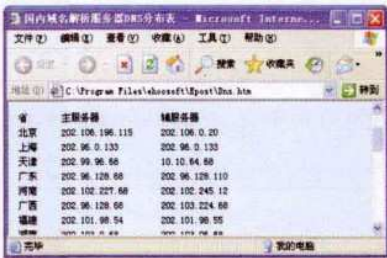 国内域名解析服务器DNS分布表 - Microsoft Interne...
文件(F) 编辑(E) 查看(V) 收藏(A) 工具(T) 帮助(H)
后退 搜索 收藏夹
地址(D) C:\Program Files\ehoosoft\Epost\Dns.htm 转到
省 主服务器 辅服务器
北京 202.106.196.115 202.106.0.20
上海 202.96.0.133 202.96.0.133
天津 202.99.96.68 10.10.64.68
广东 202.96.128.68 202.96.128.110
河南 202.102.227.68 202.102.245.12
广西 202.96.128.68 202.103.224.68
福建 202.101.98.54 202.101.98.55
完毕 我的电脑